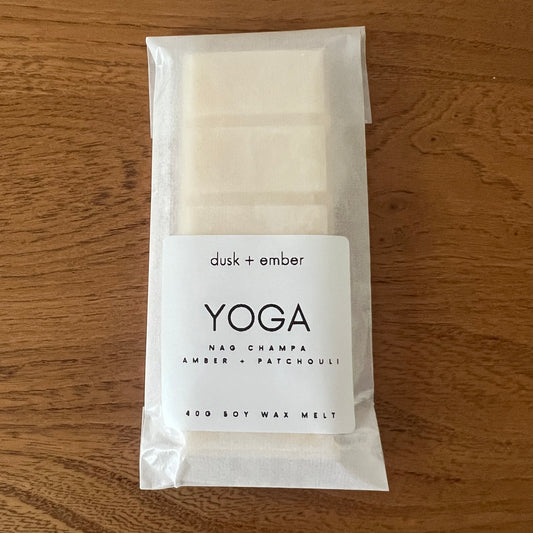 dusk + ember
YOGA
NAG CHAMPA
AMBER + PATCHOULI
40G SOY WAX MELT